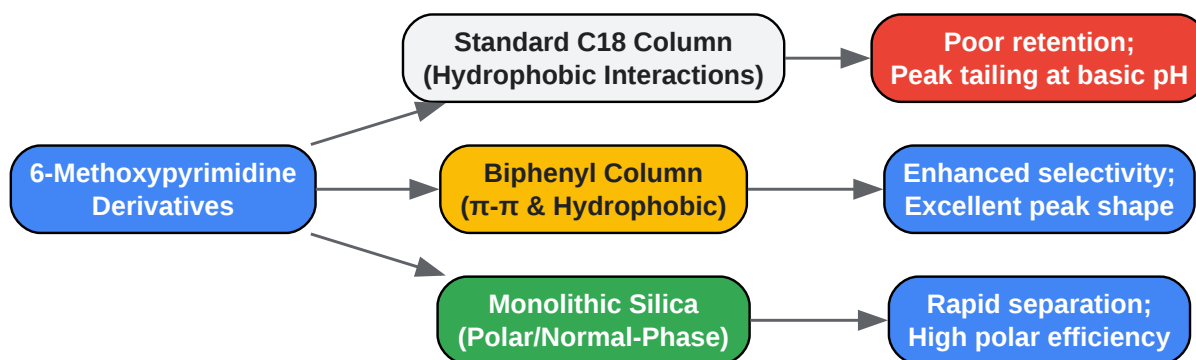 Standard C18 Column
(Hydrophobic Interactions)
Poor retention;
Peak tailing at basic pH
6-Methoxypyrimidine
Derivatives
Biphenyl Column
(π-π & Hydrophobic)
Enhanced selectivity;
Excellent peak shape
Monolithic Silica
(Polar/Normal-Phase)
Rapid separation;
High polar efficiency